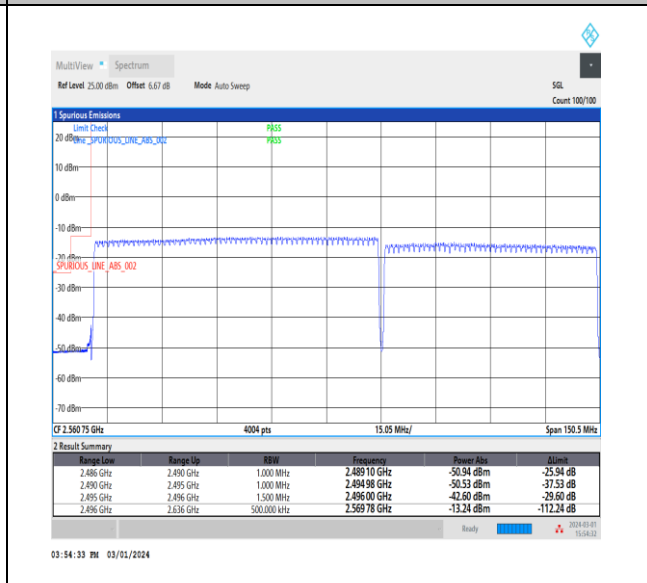 MultiView Spectrum
Ref Level 25.00 dBm Offset 6.67 dB Mode Auto Sweep SGL
Count 100/100
1 Spurious Emissions
Limit Check PASS
20 dBm Line _SPURIOUS_LINE_ABS_002 PASS
10 dBm
0 dBm
-10 dBm
-20 dBm
SPURIOUS_LINE_ABS_002
-30 dBm
-40 dBm
-50 dBm
-60 dBm
-70 dBm
CF 2.560 75 GHz 4004 pts 15.05 MHz/ Span 150.5 MHz
2 Result Summary
Range Low Range Up RBW Frequency Power Abs ΔLimit
2.486 GHz 2.490 GHz 1.000 MHz 2.489 10 GHz -50.94 dBm -25.94 dB
2.490 GHz 2.495 GHz 1.000 MHz 2.494 98 GHz -50.53 dBm -37.53 dB
2.495 GHz 2.496 GHz 1.500 MHz 2.496 00 GHz -42.60 dBm -29.60 dB
2.496 GHz 2.636 GHz 500.000 kHz 2.569 78 GHz -13.24 dBm -112.24 dB
Ready 2024-03-01
15:54:32
03:54:33 PM 03/01/2024